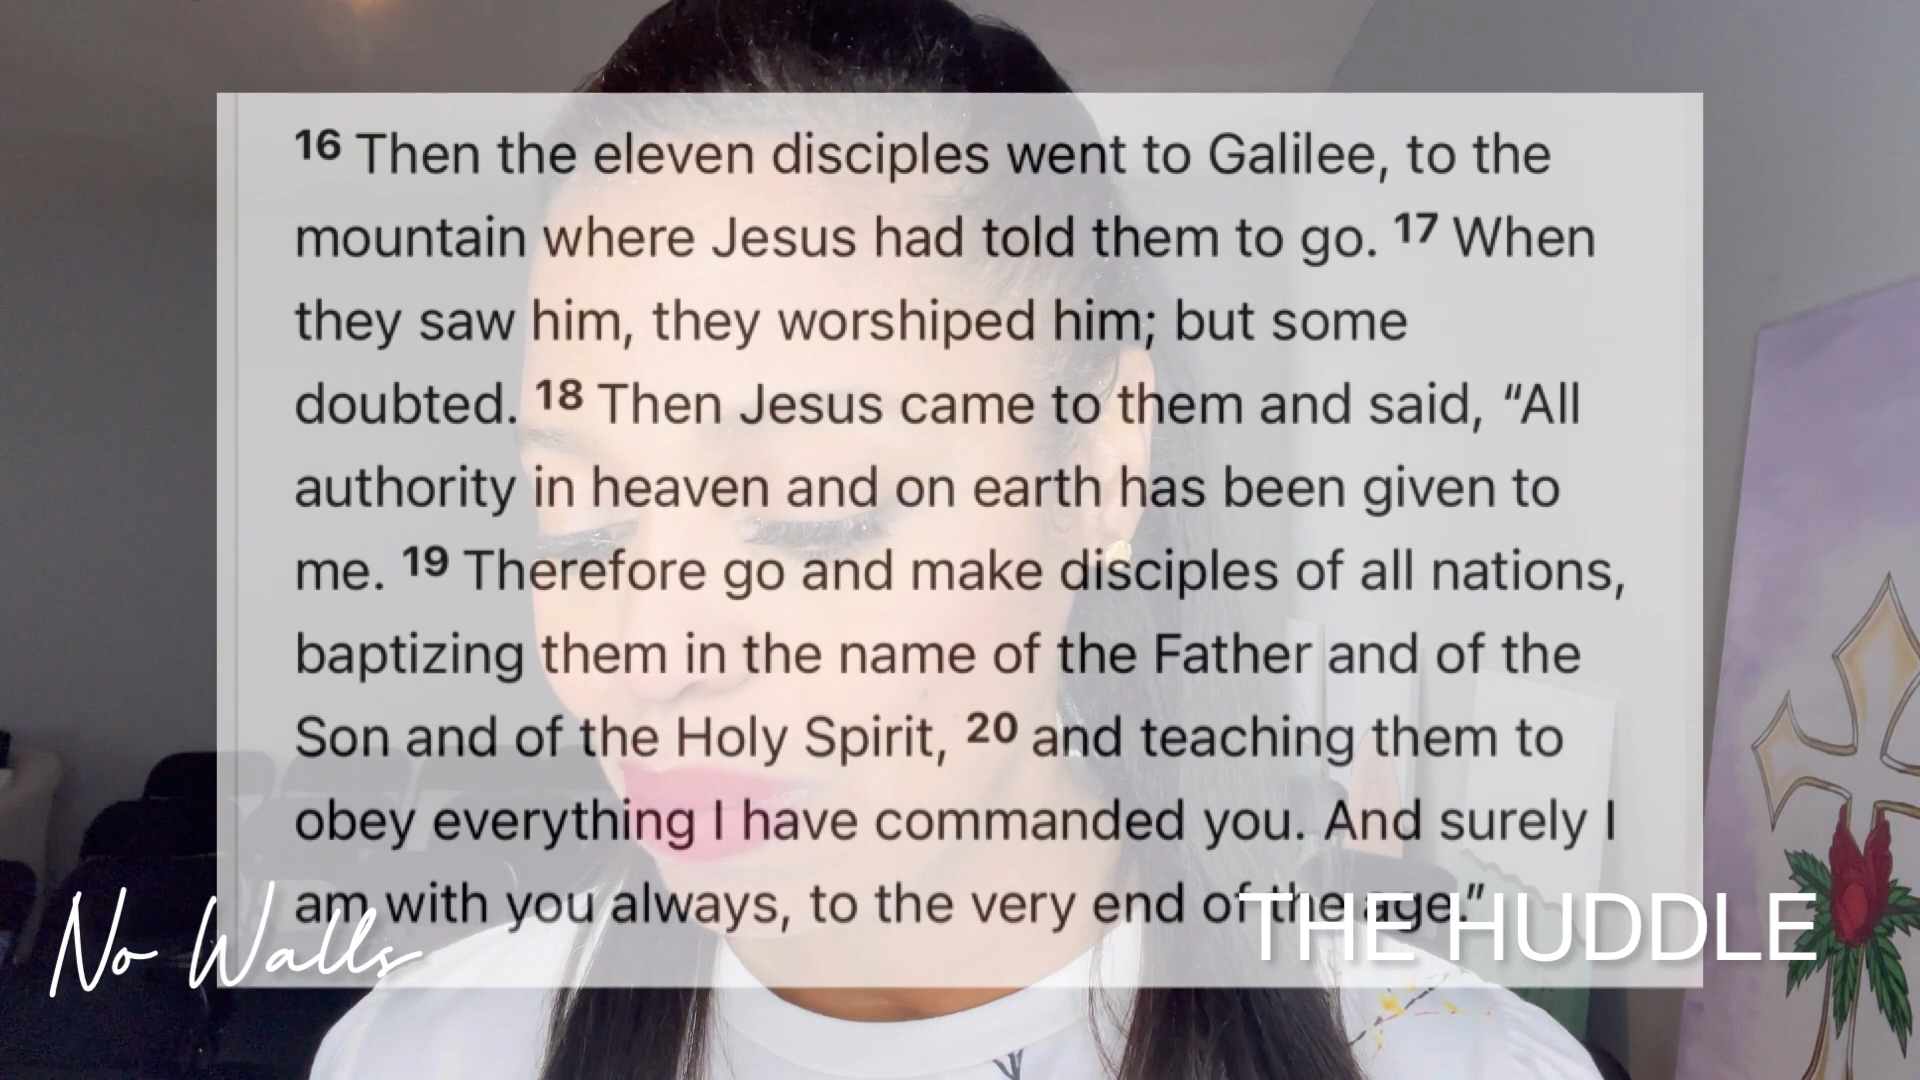 16 Then the eleven disciples went to Galilee, to the
mountain where Jesus had told them to go. 17 When
they saw him, they worshiped him; but some
doubted. 18 Then Jesus came to them and said, “All
authority in heaven and on earth has been given to
me. 19 Therefore go and make disciples of all nations,
baptizing them in the name of the Father and of the
Son and of the Holy Spirit, 20 and teaching them to
obey everything I have commanded you. And surely I
am with you always, to the very end of the age.”
No Walls
THE HUDDLE